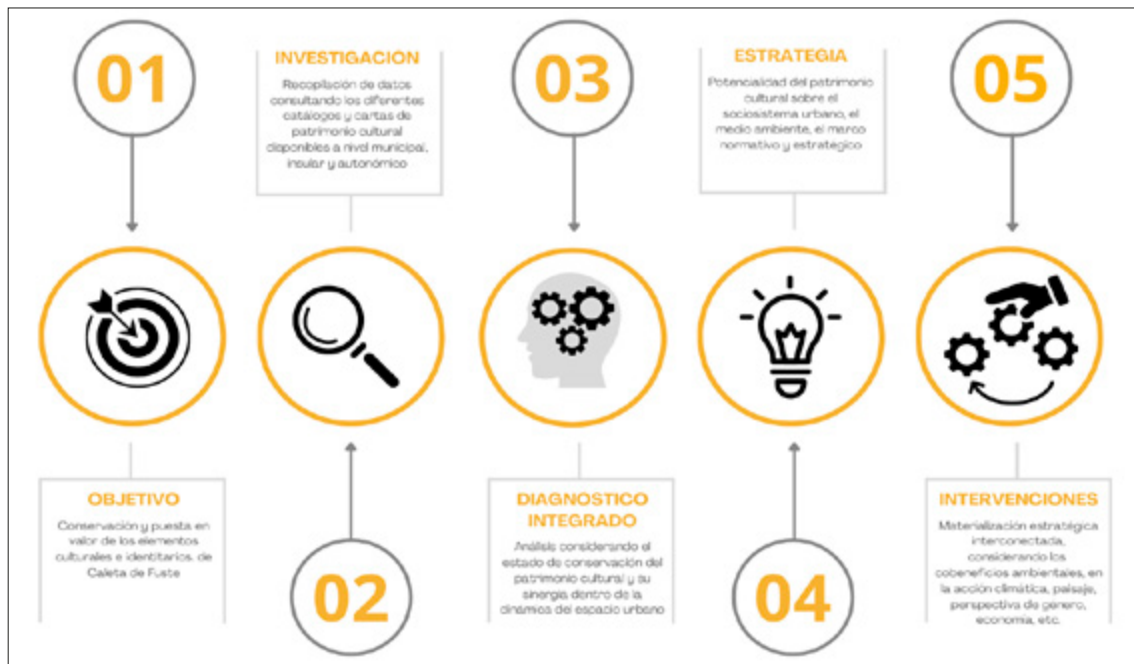 01
OBJETIVO
Conservación y puesta en
valor de los elementos
culturales e identitarios. de
Caleta de Fuste
INVESTIGACION
Recopilación de datos
consultando los diferentes
catálogos y cartas de
patrimonio cultural
disponibles a nivel municipal,
insular y autonómico
02
03
DIAGNOSTICO
INTEGRADO
Análisis considerando el
estado de conservación del
patrimonio cultural y su
sinergia dentro de la
dinámica del espacio urbano
ESTRATEGIA
Potencialidad del patrimonio
cultural sobre el
sociosistema urbano, el
medio ambiente, el marco
normativo y estratégico
04
05
INTERVENCIONES
Materialización estratégica
interconectada,
considerando los
cobeneficios ambientales, en
la acción climática, paisaje,
perspectiva de género,
economía, etc.